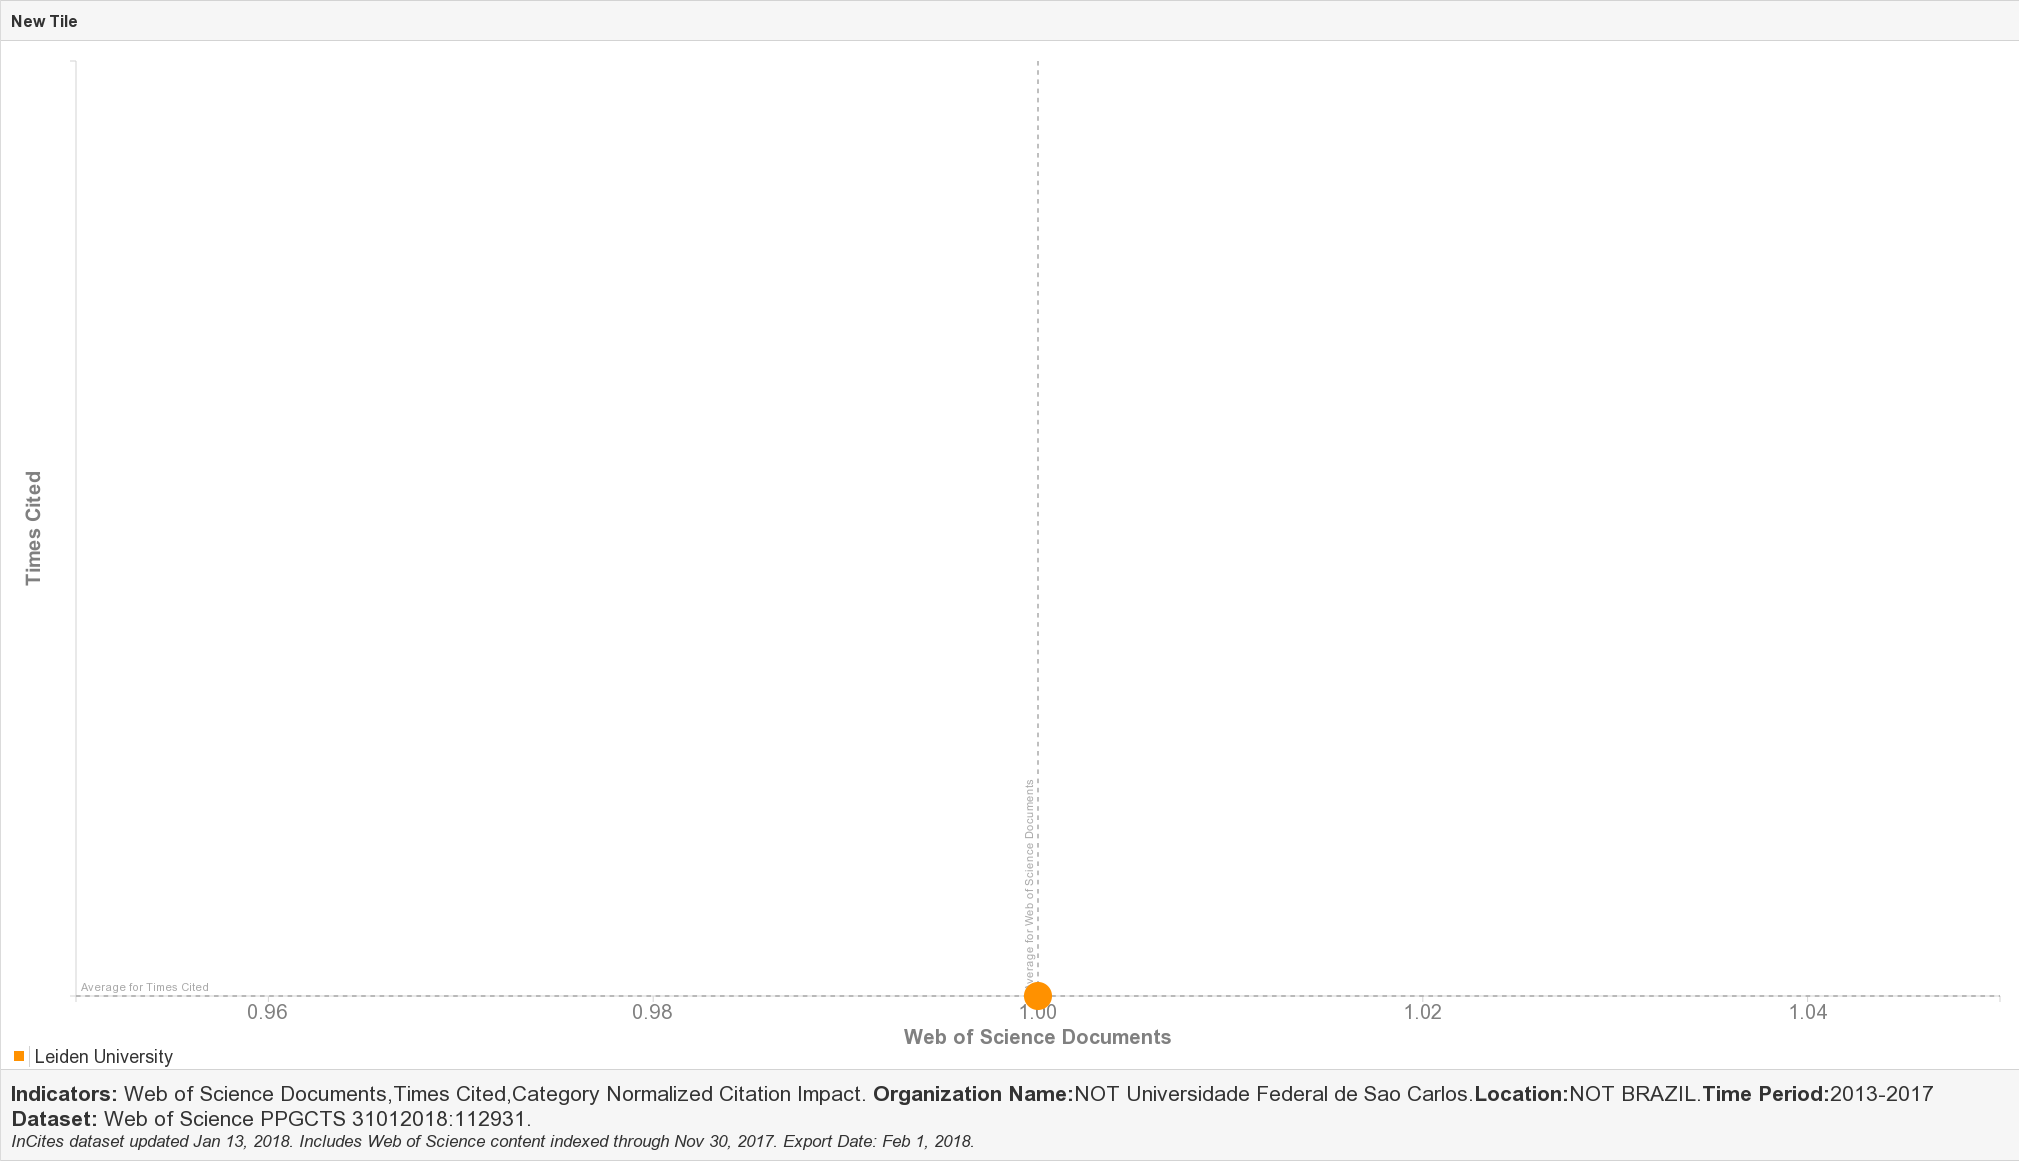 New Tile
Times Cited
Average for Web of Science Documents
Average for Times Cited
0.96 0.98 1.00 1.02 1.04
Web of Science Documents
Leiden University
Indicators: Web of Science Documents,Times Cited,Category Normalized Citation Impact. Organization Name:NOT Universidade Federal de Sao Carlos.Location:NOT BRAZIL.Time Period:2013-2017
Dataset: Web of Science PPGCTS 31012018:112931.
InCites dataset updated Jan 13, 2018. Includes Web of Science content indexed through Nov 30, 2017. Export Date: Feb 1, 2018.